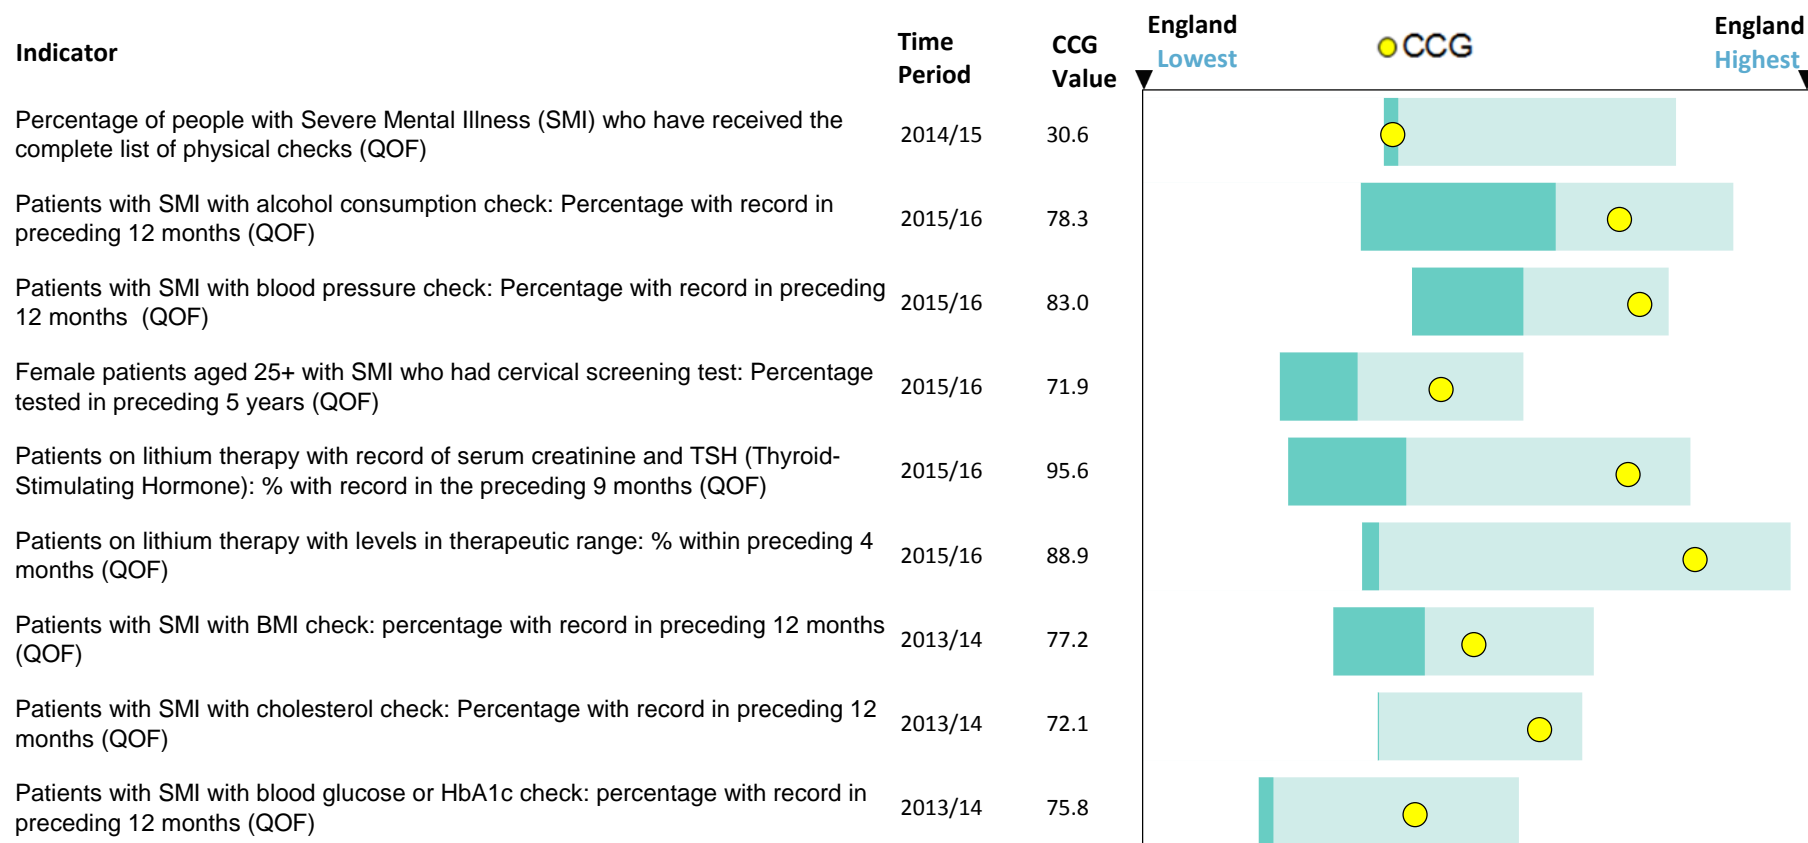 Indicator
Time
Period
CCG
Value
England
Lowest
CCG
England
Highest
Percentage of people with Severe Mental Illness (SMI) who have received the
complete list of physical checks (QOF)
2014/15
30.6
Patients with SMI with alcohol consumption check: Percentage with record in
preceding 12 months (QOF)
2015/16
78.3
Patients with SMI with blood pressure check: Percentage with record in preceding
12 months  (QOF)
2015/16
83.0
Female patients aged 25+ with SMI who had cervical screening test: Percentage
tested in preceding 5 years (QOF)
2015/16
71.9
Patients on lithium therapy with record of serum creatinine and TSH (Thyroid-
Stimulating Hormone): % with record in the preceding 9 months (QOF)
2015/16
95.6
Patients on lithium therapy with levels in therapeutic range: % within preceding 4
months (QOF)
2015/16
88.9
Patients with SMI with BMI check: percentage with record in preceding 12 months
(QOF)
2013/14
77.2
Patients with SMI with cholesterol check: Percentage with record in preceding 12
months (QOF)
2013/14
72.1
Patients with SMI with blood glucose or HbA1c check: percentage with record in
preceding 12 months (QOF)
2013/14
75.8